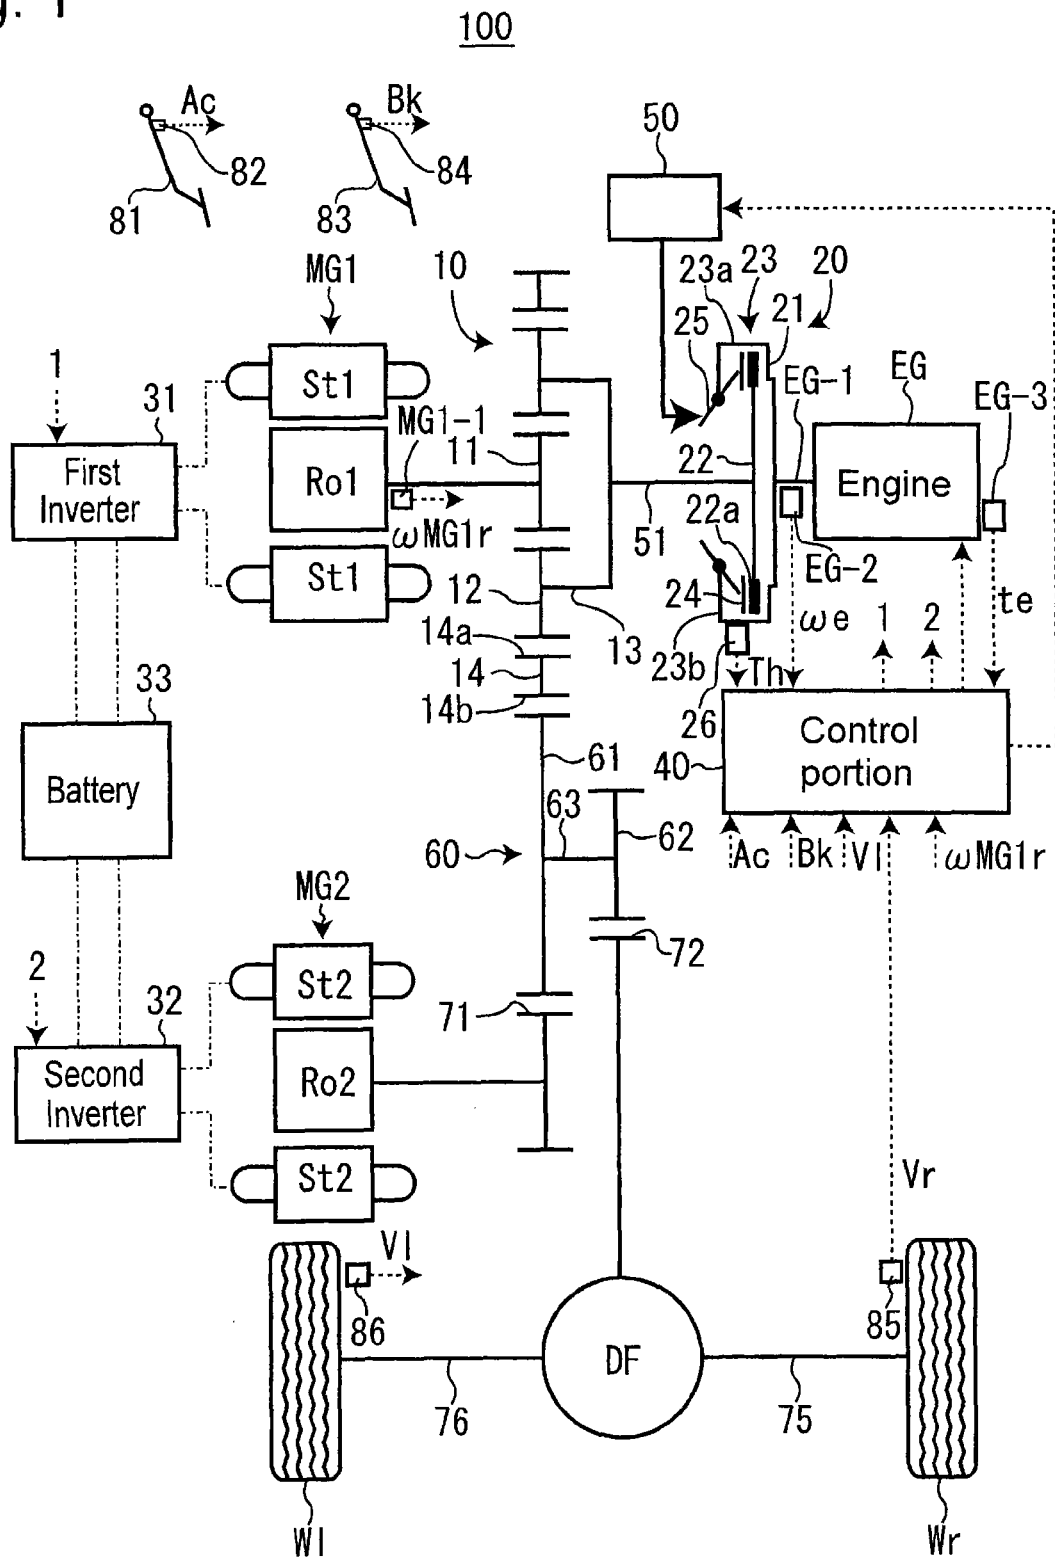 g. 1
100
Ac
82
81
Bk
84
83
50
23a
23
20
21
25
MG1
10
EG
EG-1
EG-3
1
31
St1
MG1-1
11
22
Engine
First
Inverter
Ro1
ωMG1r
22a
51
EG-2
St1
12
13
24
ωe
1
2
te
14a
14
14b
23b
Th
26
33
Battery
61
40
Control
portion
63
62
60
Ac
Bk
Vl
ωMG1r
MG2
72
2
32
St2
71
Second
Inverter
Ro2
St2
Vr
Vl
86
85
DF
76
75
Wl
Wr